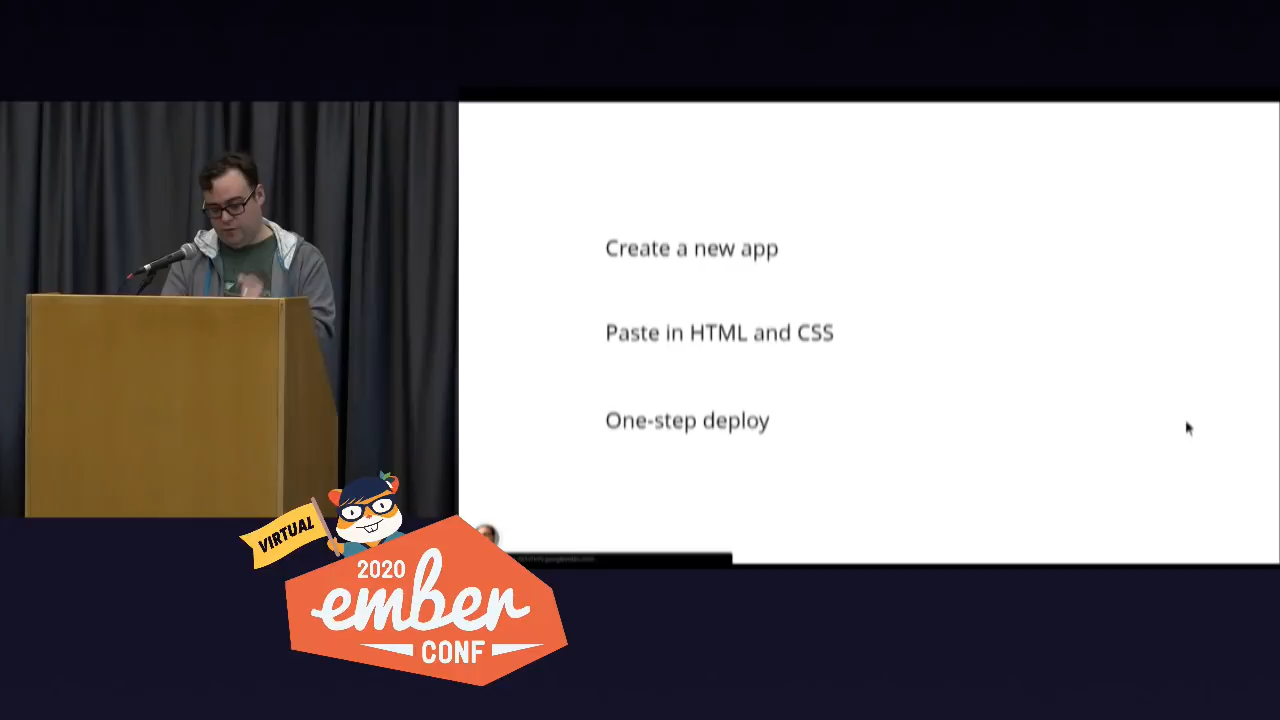 Create a new app
Paste in HTML and CSS
One-step deploy
VIRTUAL
2020
ember
CONF